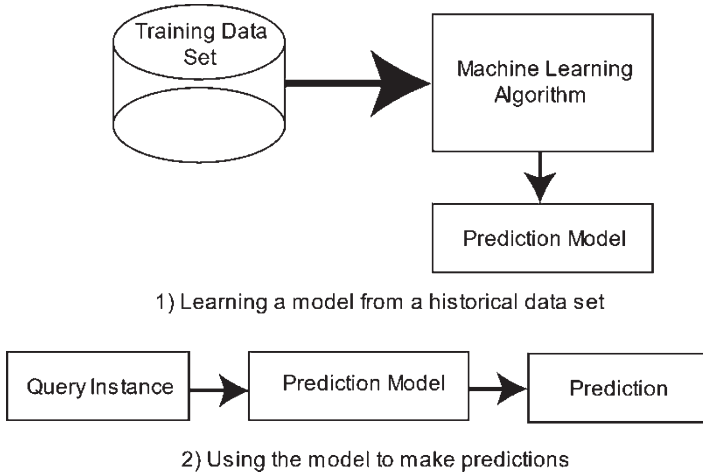 Training Data
Set
Machine Learning
Algorithm
Prediction Model
1) Learning a model from a historical data set
Query Instance
Prediction Model
Prediction
2) Using the model to make predictions